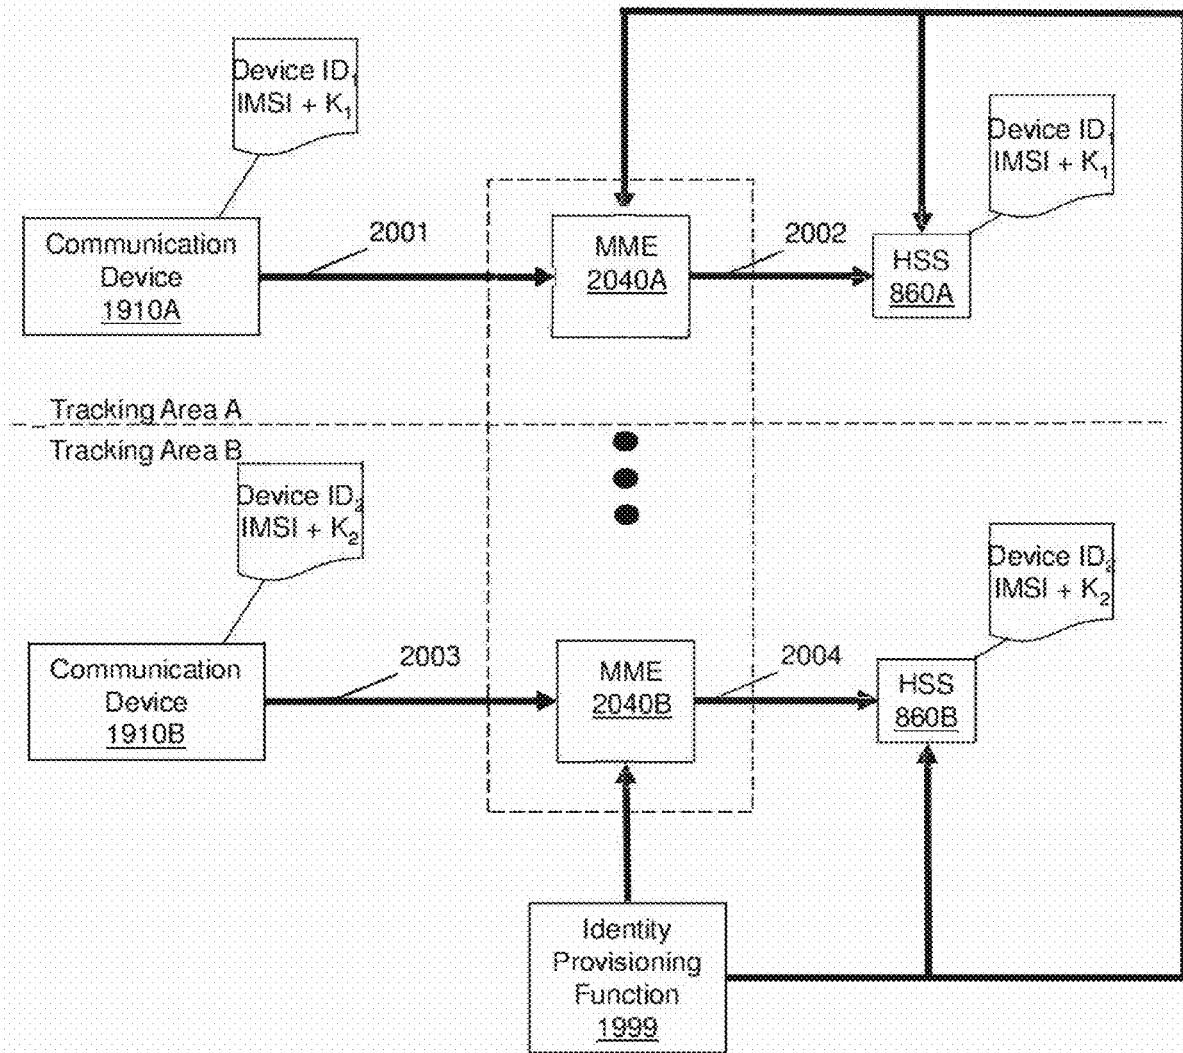 Device ID1
IMSI + K1
Device ID1
IMSI + K1
Communication
Device
1910A
2001
MME
2040A
2002
HSS
860A
Tracking Area A
Tracking Area B
Device ID2
IMSI + K2
Device ID2
IMSI + K2
Communication
Device
1910B
2003
MME
2040B
2004
HSS
860B
Identity
Provisioning
Function
1999